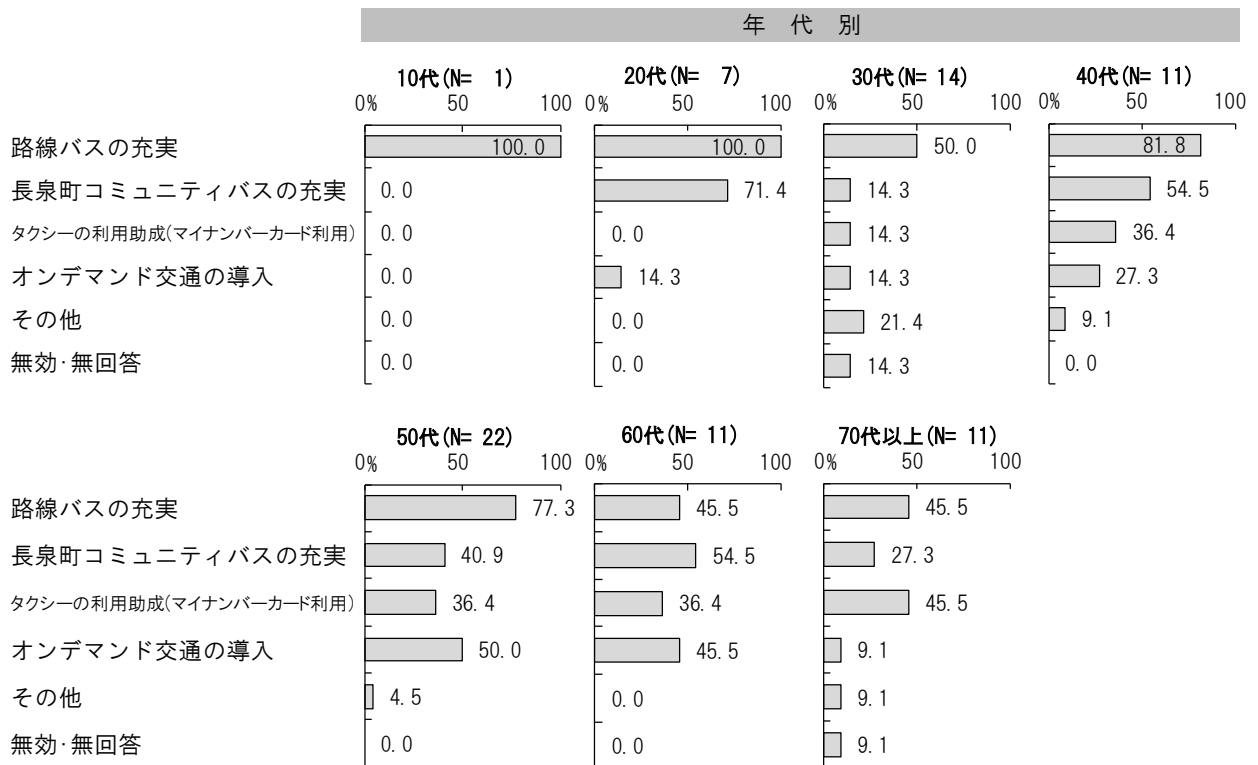 年 代 別
10代(N= 1) 20代(N= 7) 30代(N= 14) 40代(N= 11)
0% 50 100 0% 50 100 0% 50 100 0% 50 100
路線バスの充実 100.0 100.0 50.0 81.8
長泉町コミュニティバスの充実 0.0 71.4 14.3 54.5
タクシーの利用助成(マイナンバーカード利用) 0.0 0.0 14.3 36.4
オンデマンド交通の導入 0.0 14.3 14.3 27.3
その他 0.0 0.0 21.4 9.1
無効・無回答 0.0 0.0 14.3 0.0
50代(N= 22) 60代(N= 11) 70代以上(N= 11)
0% 50 100 0% 50 100 0% 50 100
路線バスの充実 77.3 45.5 45.5
長泉町コミュニティバスの充実 40.9 54.5 27.3
タクシーの利用助成(マイナンバーカード利用) 36.4 36.4 45.5
オンデマンド交通の導入 50.0 45.5 9.1
その他 4.5 0.0 9.1
無効・無回答 0.0 0.0 9.1